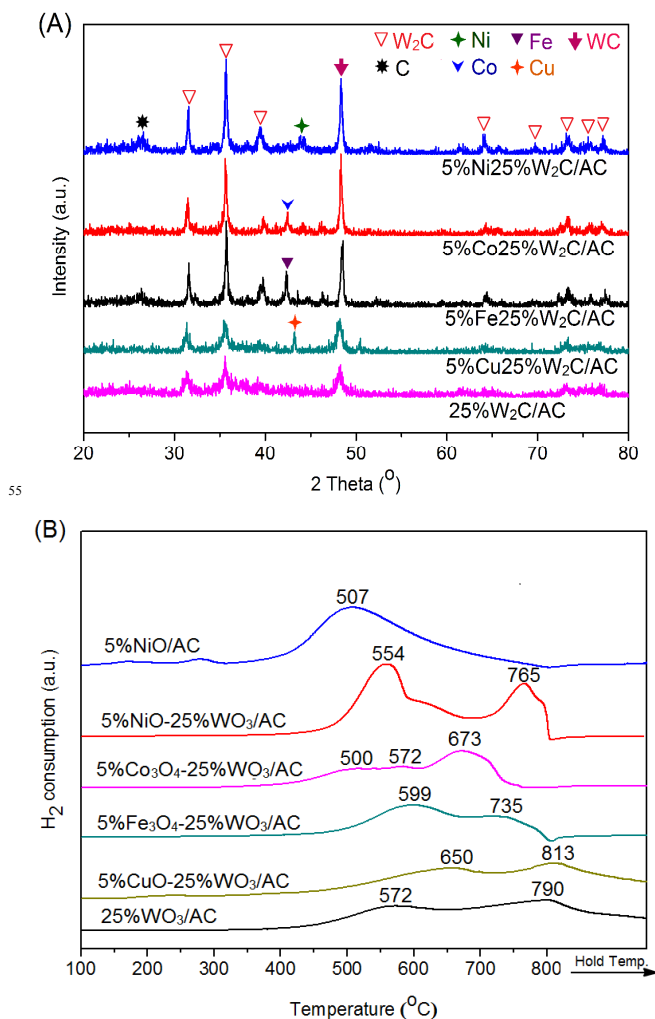 (A)
W₂C Ni Fe WC
C Co Cu
5%Ni25%W₂C/AC
5%Co25%W₂C/AC
5%Fe25%W₂C/AC
5%Cu25%W₂C/AC
25%W₂C/AC
Intensity (a.u.)
20 30 40 50 60 70 80
2 Theta (°)
55
(B)
507
5%NiO/AC
554 765
5%NiO-25%WO₃/AC
500 572 673
5%Co₃O₄-25%WO₃/AC
599 735
5%Fe₃O₄-25%WO₃/AC
650 813
5%CuO-25%WO₃/AC
572 790
25%WO₃/AC
H₂ consumption (a.u.)
100 200 300 400 500 600 700 800 Hold Temp.
Temperature (°C)